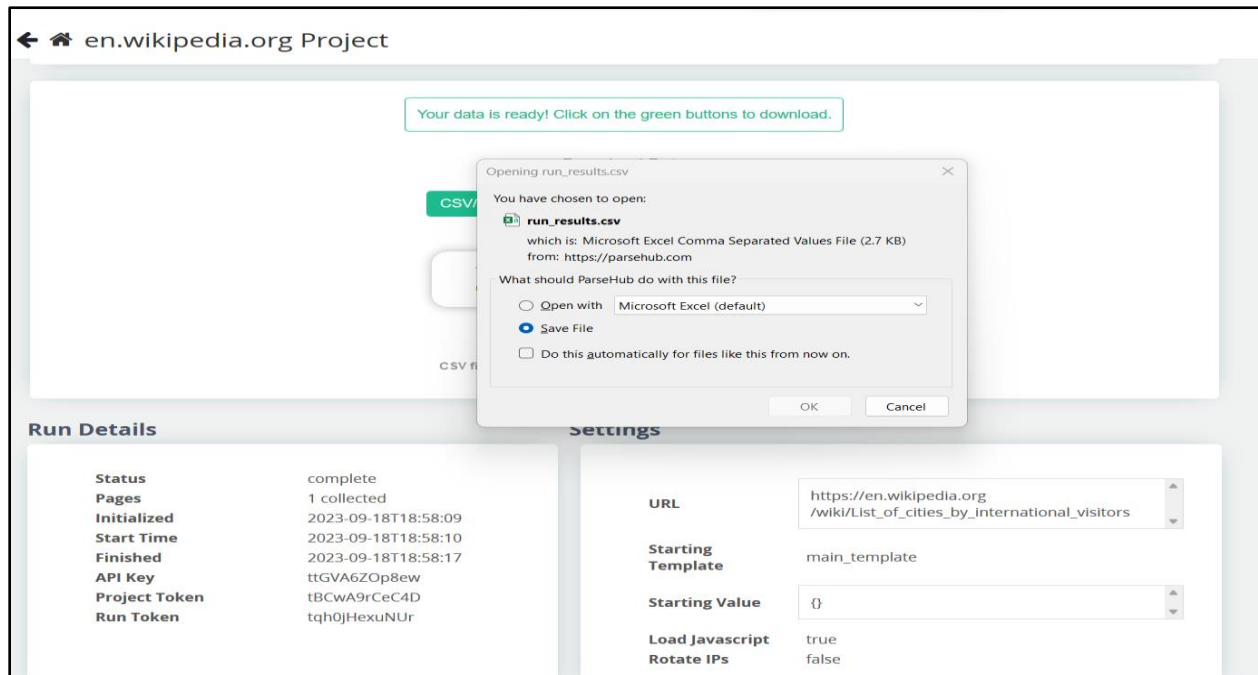 en.wikipedia.org Project
Your data is ready! Click on the green buttons to download.
CSV/
Opening run_results.csv
You have chosen to open:
run_results.csv
which is: Microsoft Excel Comma Separated Values File (2.7 KB)
from: https://parsehub.com
What should ParseHub do with this file?
Open with Microsoft Excel (default)
Save File
Do this automatically for files like this from now on.
CSV
OK Cancel
Run Details
Status complete
Pages 1 collected
Initialized 2023-09-18T18:58:09
Start Time 2023-09-18T18:58:10
Finished 2023-09-18T18:58:17
API Key ttGVA6ZOp8ew
Project Token tBCwA9rCeC4D
Run Token tqh0jHexuNUr
Settings
URL https://en.wikipedia.org
/wiki/List_of_cities_by_international_visitors
Starting
Template main_template
Starting Value {}
Load Javascript true
Rotate IPs false